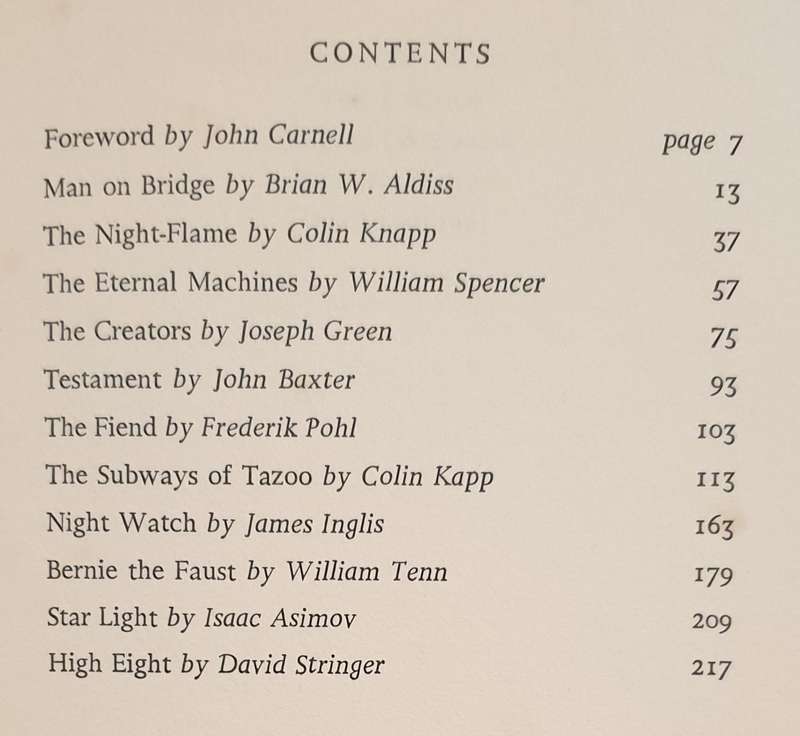 CONTENTS
Foreword by John Carnell page 7
Man on Bridge by Brian W. Aldiss 13
The Night-Flame by Colin Knapp 37
The Eternal Machines by William Spencer 57
The Creators by Joseph Green 75
Testament by John Baxter 93
The Fiend by Frederik Pohl 103
The Subways of Tazoo by Colin Kapp 113
Night Watch by James Inglis 163
Bernie the Faust by William Tenn 179
Star Light by Isaac Asimov 209
High Eight by David Stringer 217